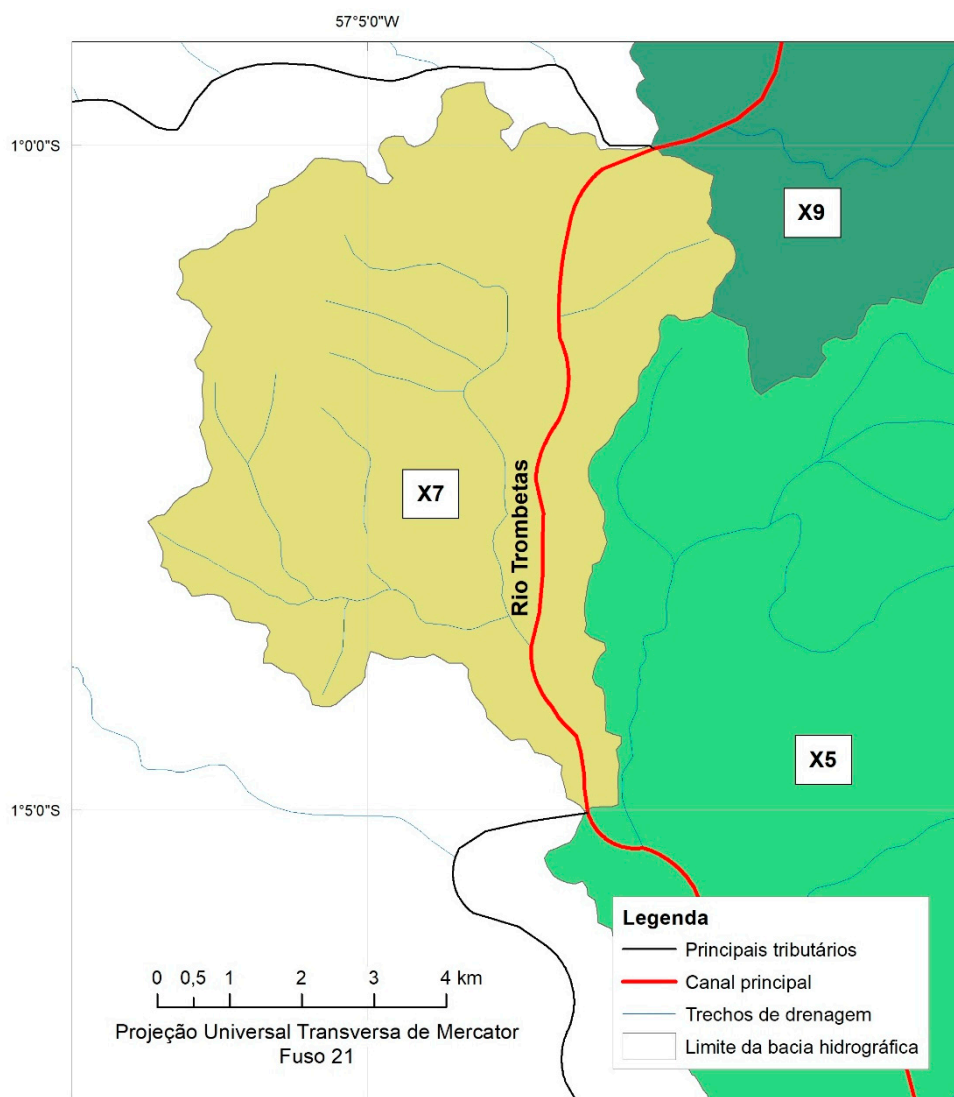 57°5'0"W
1°0'0"S
X9
X7
Rio Trombetas
X5
1°5'0"S
Legenda
Principais tributários
Canal principal
Trechos de drenagem
Limite da bacia hidrográfica
0 0,5 1 2 3 4 km
Projeção Universal Transversa de Mercator
Fuso 21